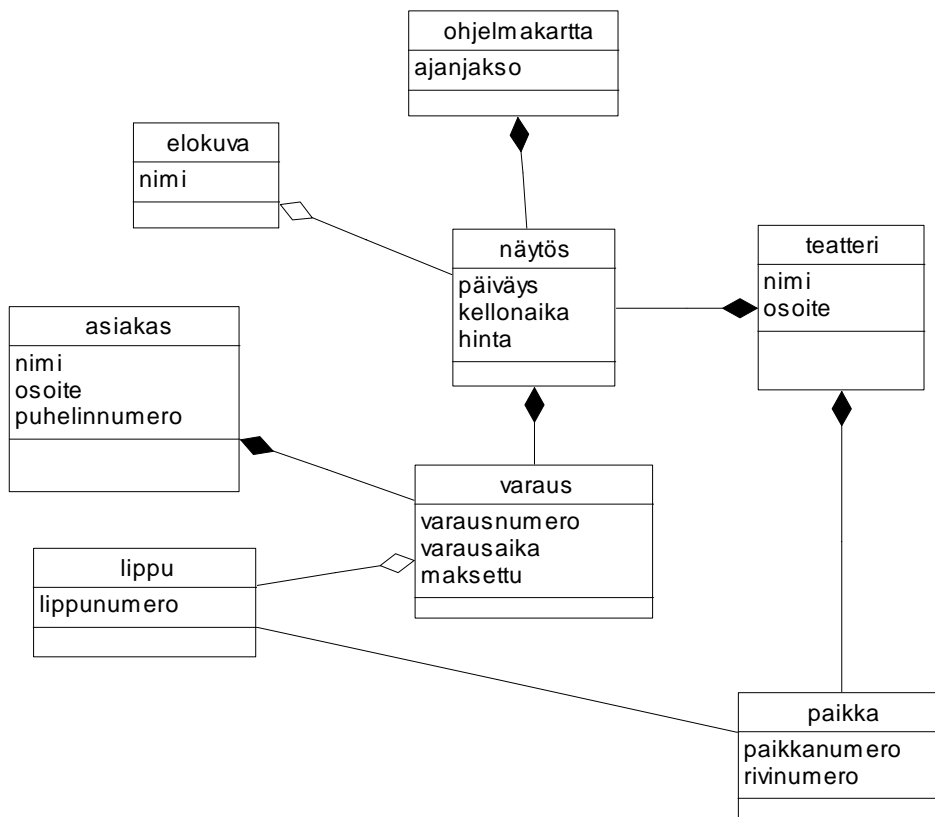 ohjelmakartta
ajanjakso
elokuva
nimi
näytös
päiväys
kellonaika
hinta
teatteri
nimi
osoite
asiakas
nimi
osoite
puhelinnumero
varaus
varausnumero
varausaika
maksettu
lippu
lippunumero
paikka
paikkanumero
rivinumero